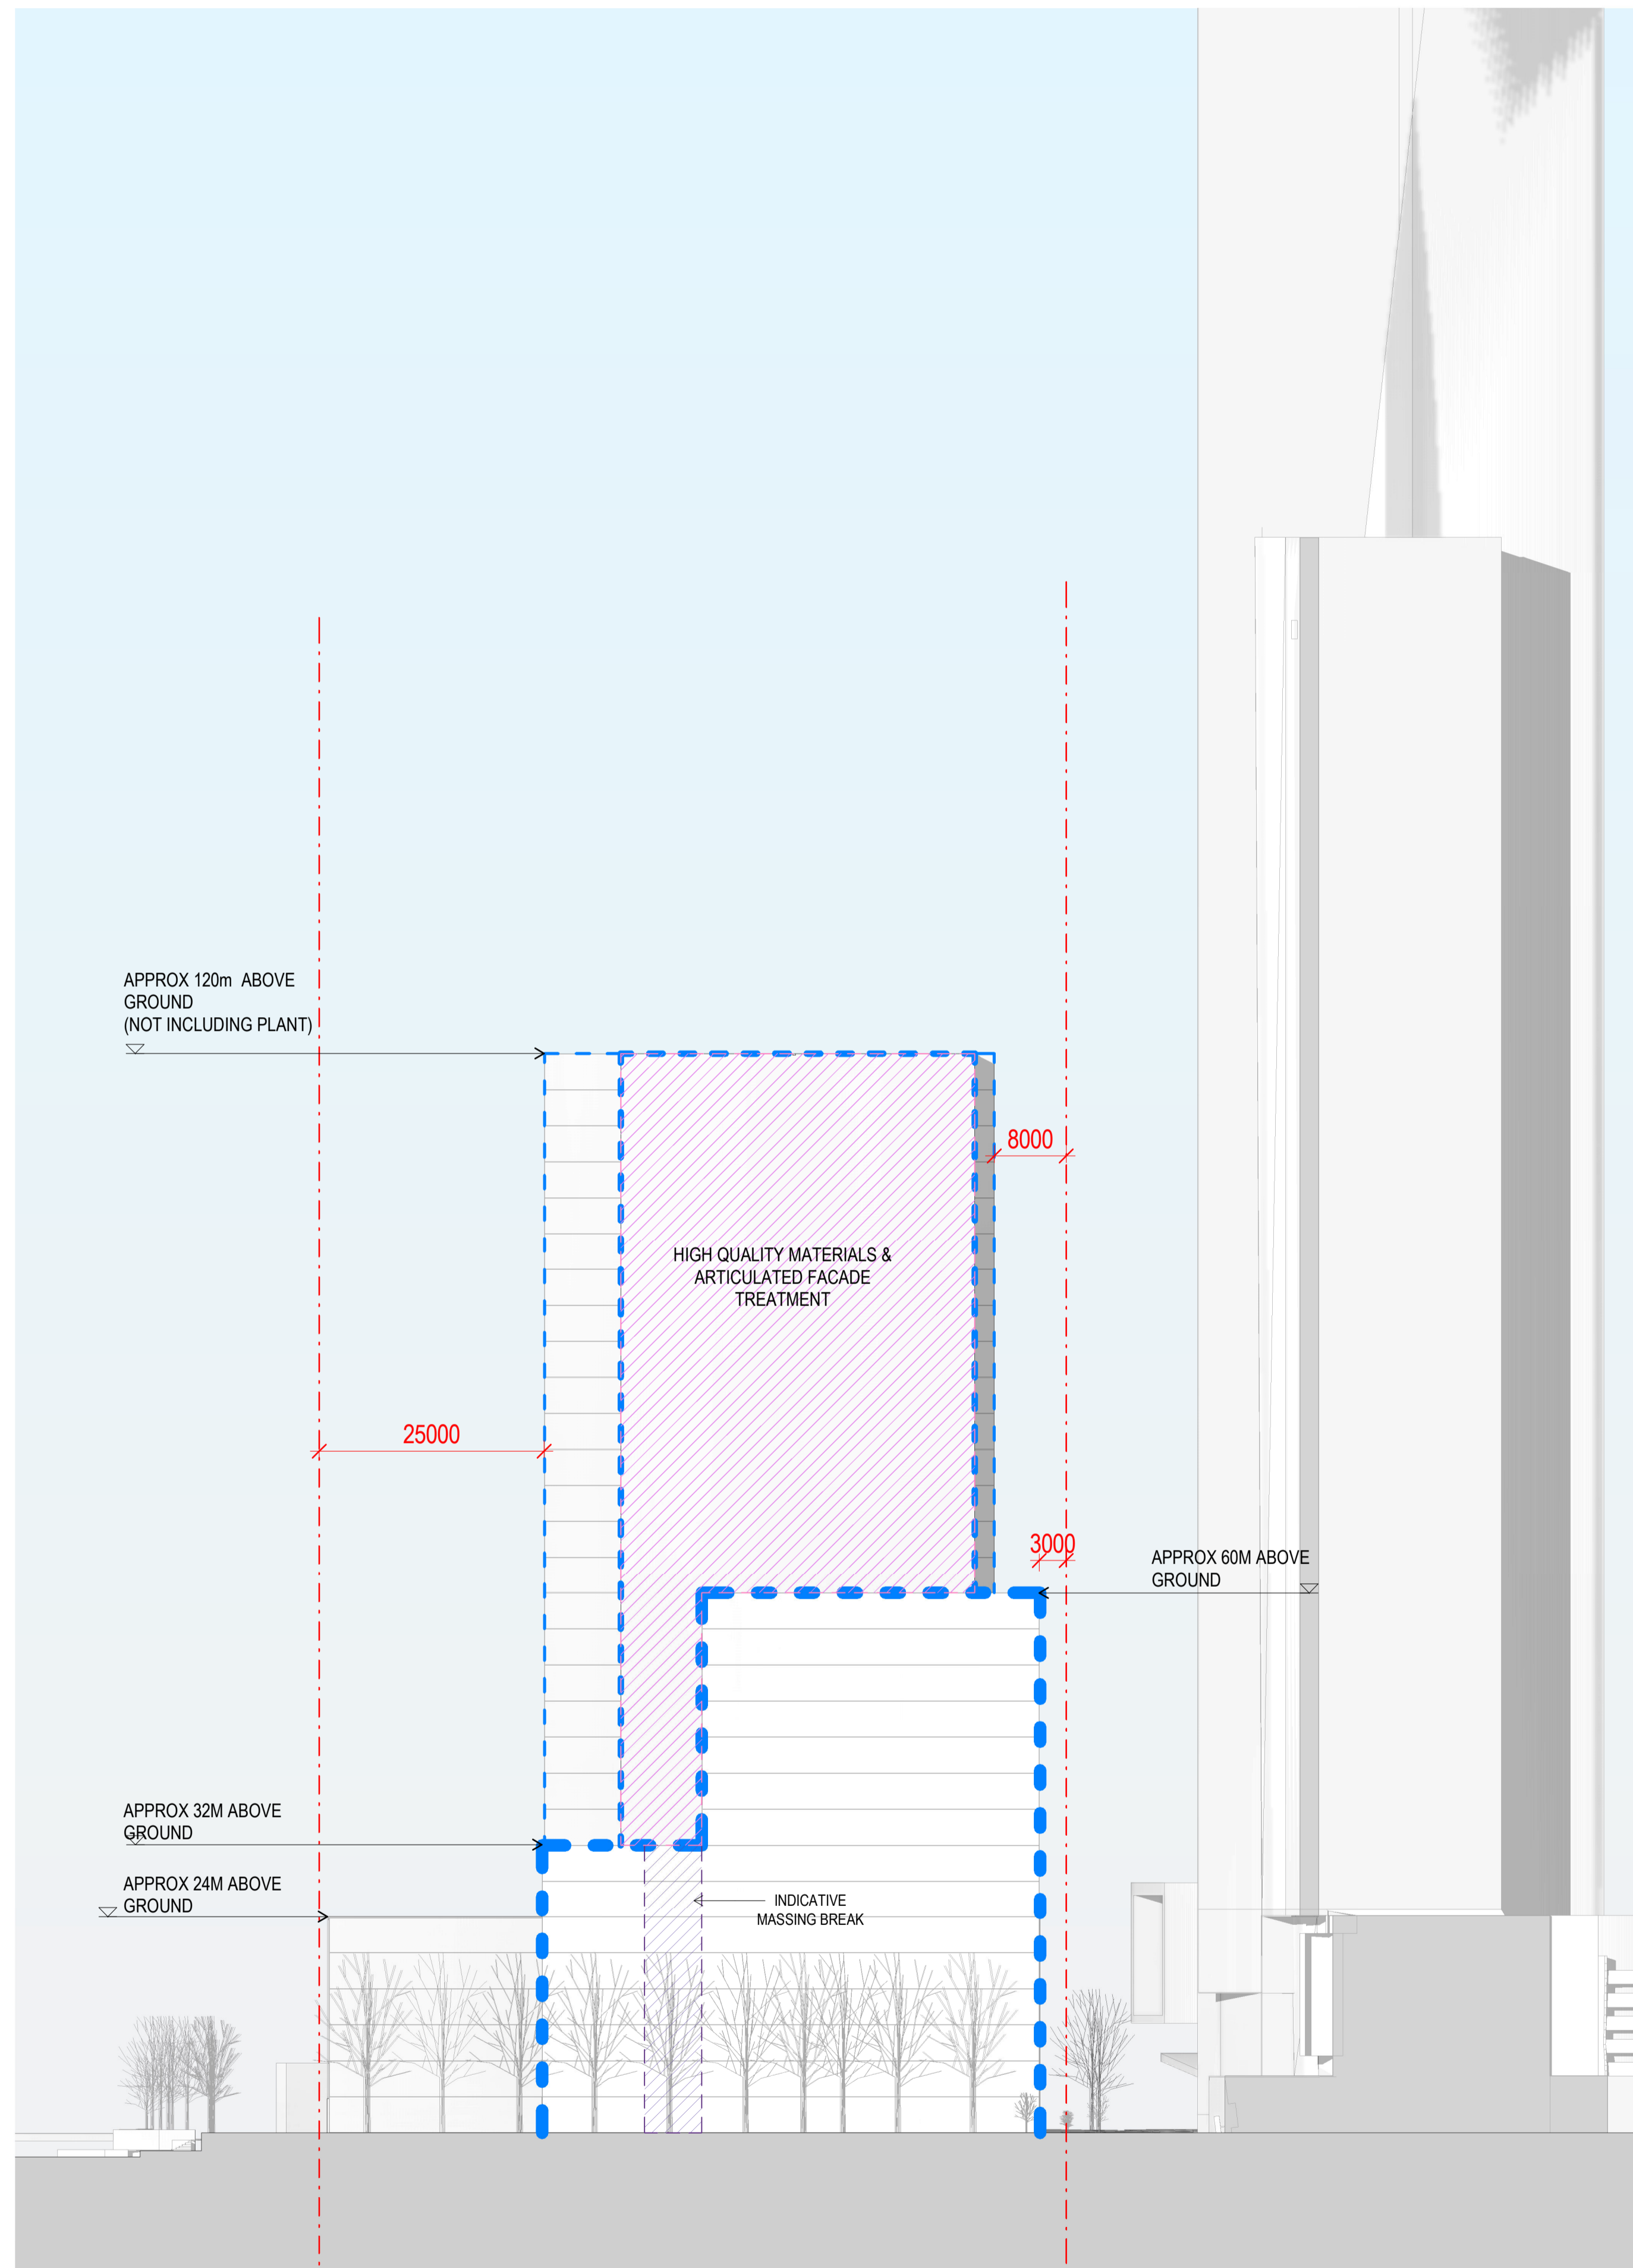 APPROX 120m  ABOVE
GROUND
(NOT INCLUDING PLANT)
8000
HIGH QUALITY MATERIALS &
ARTICULATED FACADE
TREATMENT
25000
3000
APPROX 60M ABOVE
GROUND
APPROX 32M ABOVE
GROUND
APPROX 24M ABOVE
GROUND
INDICATIVE
MASSING BREAK